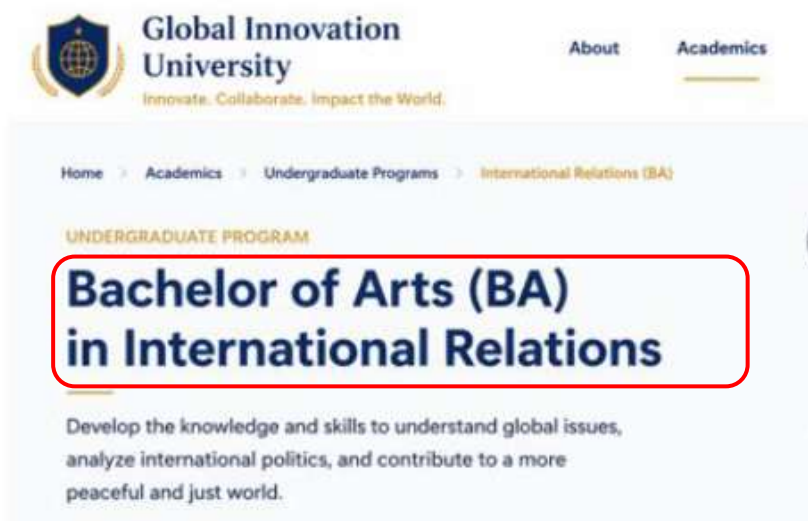 Global Innovation
University
Innovate. Collaborate. Impact the World.
About
Academics
Home > Academics > Undergraduate Programs > International Relations (BA)
UNDERGRADUATE PROGRAM
Bachelor of Arts (BA)
in International Relations
Develop the knowledge and skills to understand global issues,
analyze international politics, and contribute to a more
peaceful and just world.